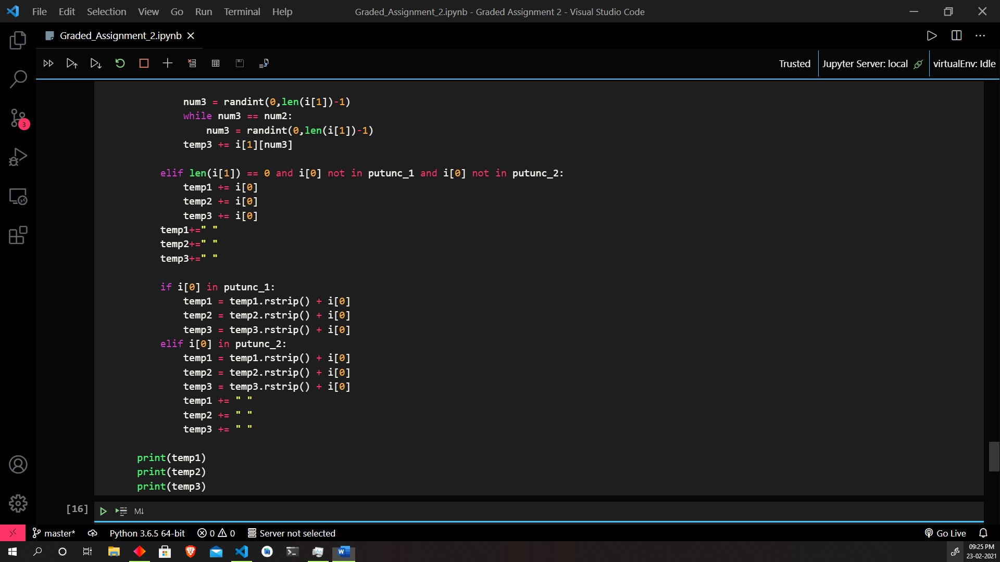 File Edit Selection View Go Run Terminal Help Graded_Assignment_2.ipynb - Graded Assignment 2 - Visual Studio Code
Graded_Assignment_2.ipynb
Trusted Jupyter Server: local virtualEnv: Idle
num3 = randint(0,len(i[1])-1)
while num3 == num2:
num3 = randint(0,len(i[1])-1)
temp3 += i[1][num3]
elif len(i[1]) == 0 and i[0] not in putunc_1 and i[0] not in putunc_2:
temp1 += i[0]
temp2 += i[0]
temp3 += i[0]
temp1+=" "
temp2+=" "
temp3+=" "
if i[0] in putunc_1:
temp1 = temp1.rstrip() + i[0]
temp2 = temp2.rstrip() + i[0]
temp3 = temp3.rstrip() + i[0]
elif i[0] in putunc_2:
temp1 = temp1.rstrip() + i[0]
temp2 = temp2.rstrip() + i[0]
temp3 = temp3.rstrip() + i[0]
temp1 += " "
temp2 += " "
temp3 += " "
print(temp1)
print(temp2)
print(temp3)
[16] M↓
3
master* Python 3.6.5 64-bit 0 0 Server not selected Go Live
09:25 PM
23-02-2021